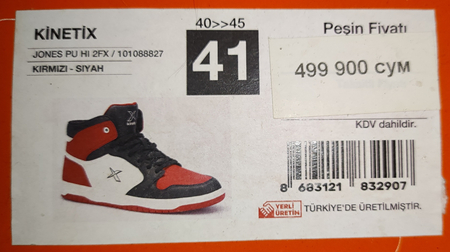 KİNETİX
JONES PU HI 2FX / 101088827
KIRMIZI - SIYAH
40>>45
41
Peşin Fiyatı
499 900 сум
KDV dahildir.
8 683121 832907
YERLİ
ÜRETİM
TÜRKİYE'DE ÜRETİLMİŞTİR.